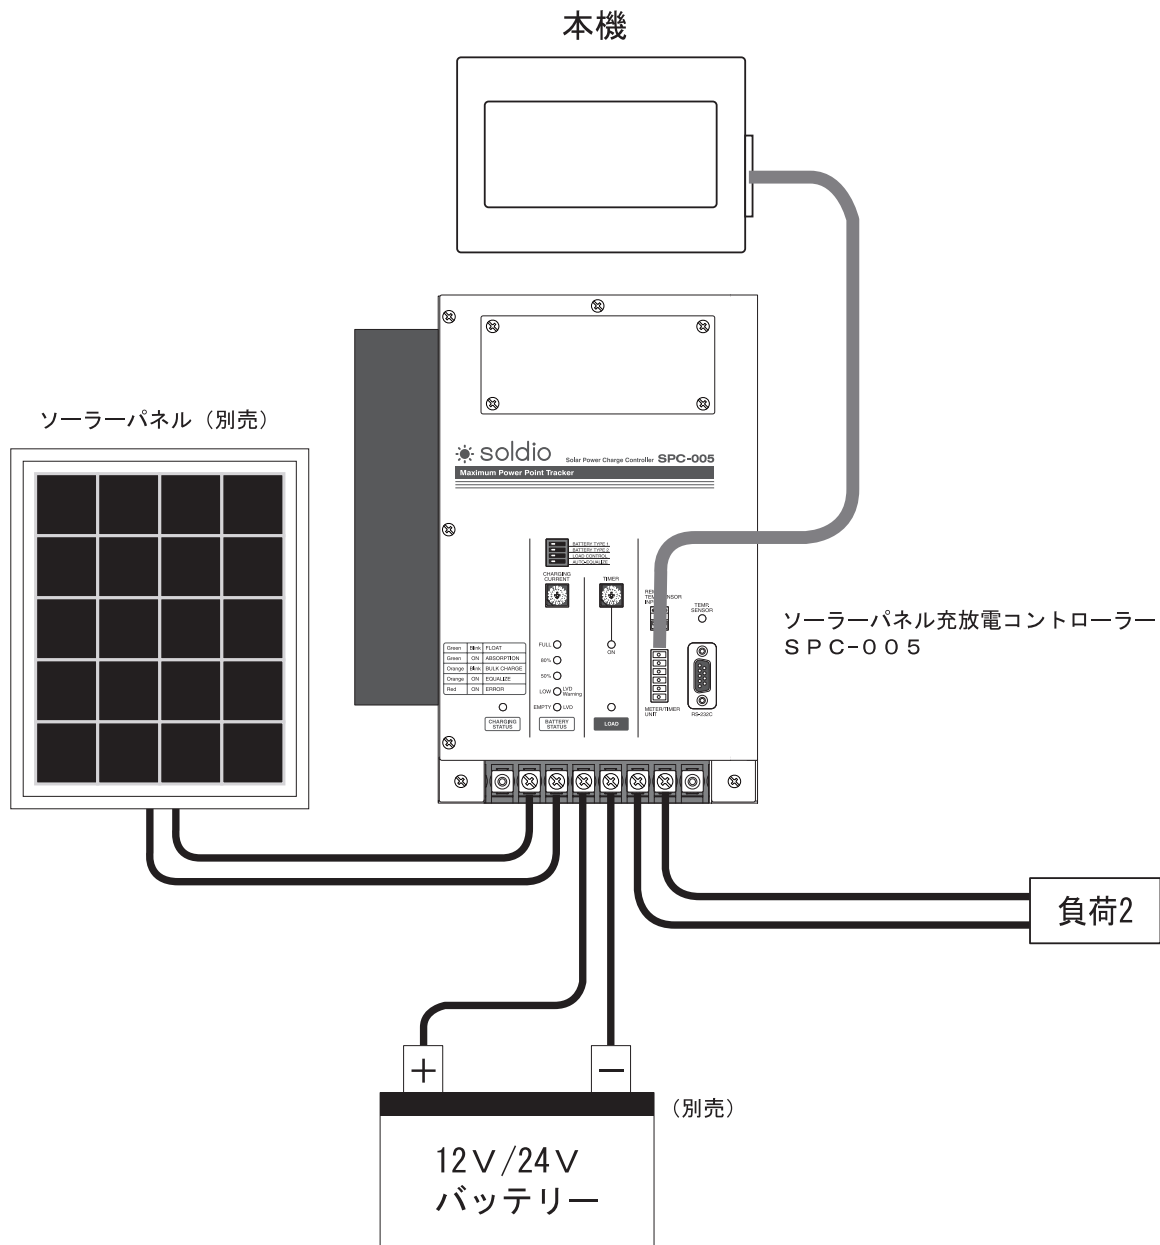 本機
ソーラーパネル（別売）
soldio
Solar Power Charge Controller SPC-005
Maximum Power Point Tracker
BATTERY TYPE 1
BATTERY TYPE 2
LOAD CONTROL
AUTO-EQUALIZE
CHARGING
CURRENT
TIMER
TEMP.
SENSOR
ON
FULL
80%
50%
LOW
LVD
Warning
EMPTY
LVD
Green Blink FLOAT
Green ON ABSORPTION
Orange Blink BULK CHARGE
Orange ON EQUALIZE
Red ON ERROR
CHARGING
STATUS
BATTERY
STATUS
LOAD
METER/TIMER
UNIT
RS-232C
ソーラーパネル充放電コントローラー
ＳＰＣ-００５
負荷2
+
−
（別売）
12V/24V
バッテリー